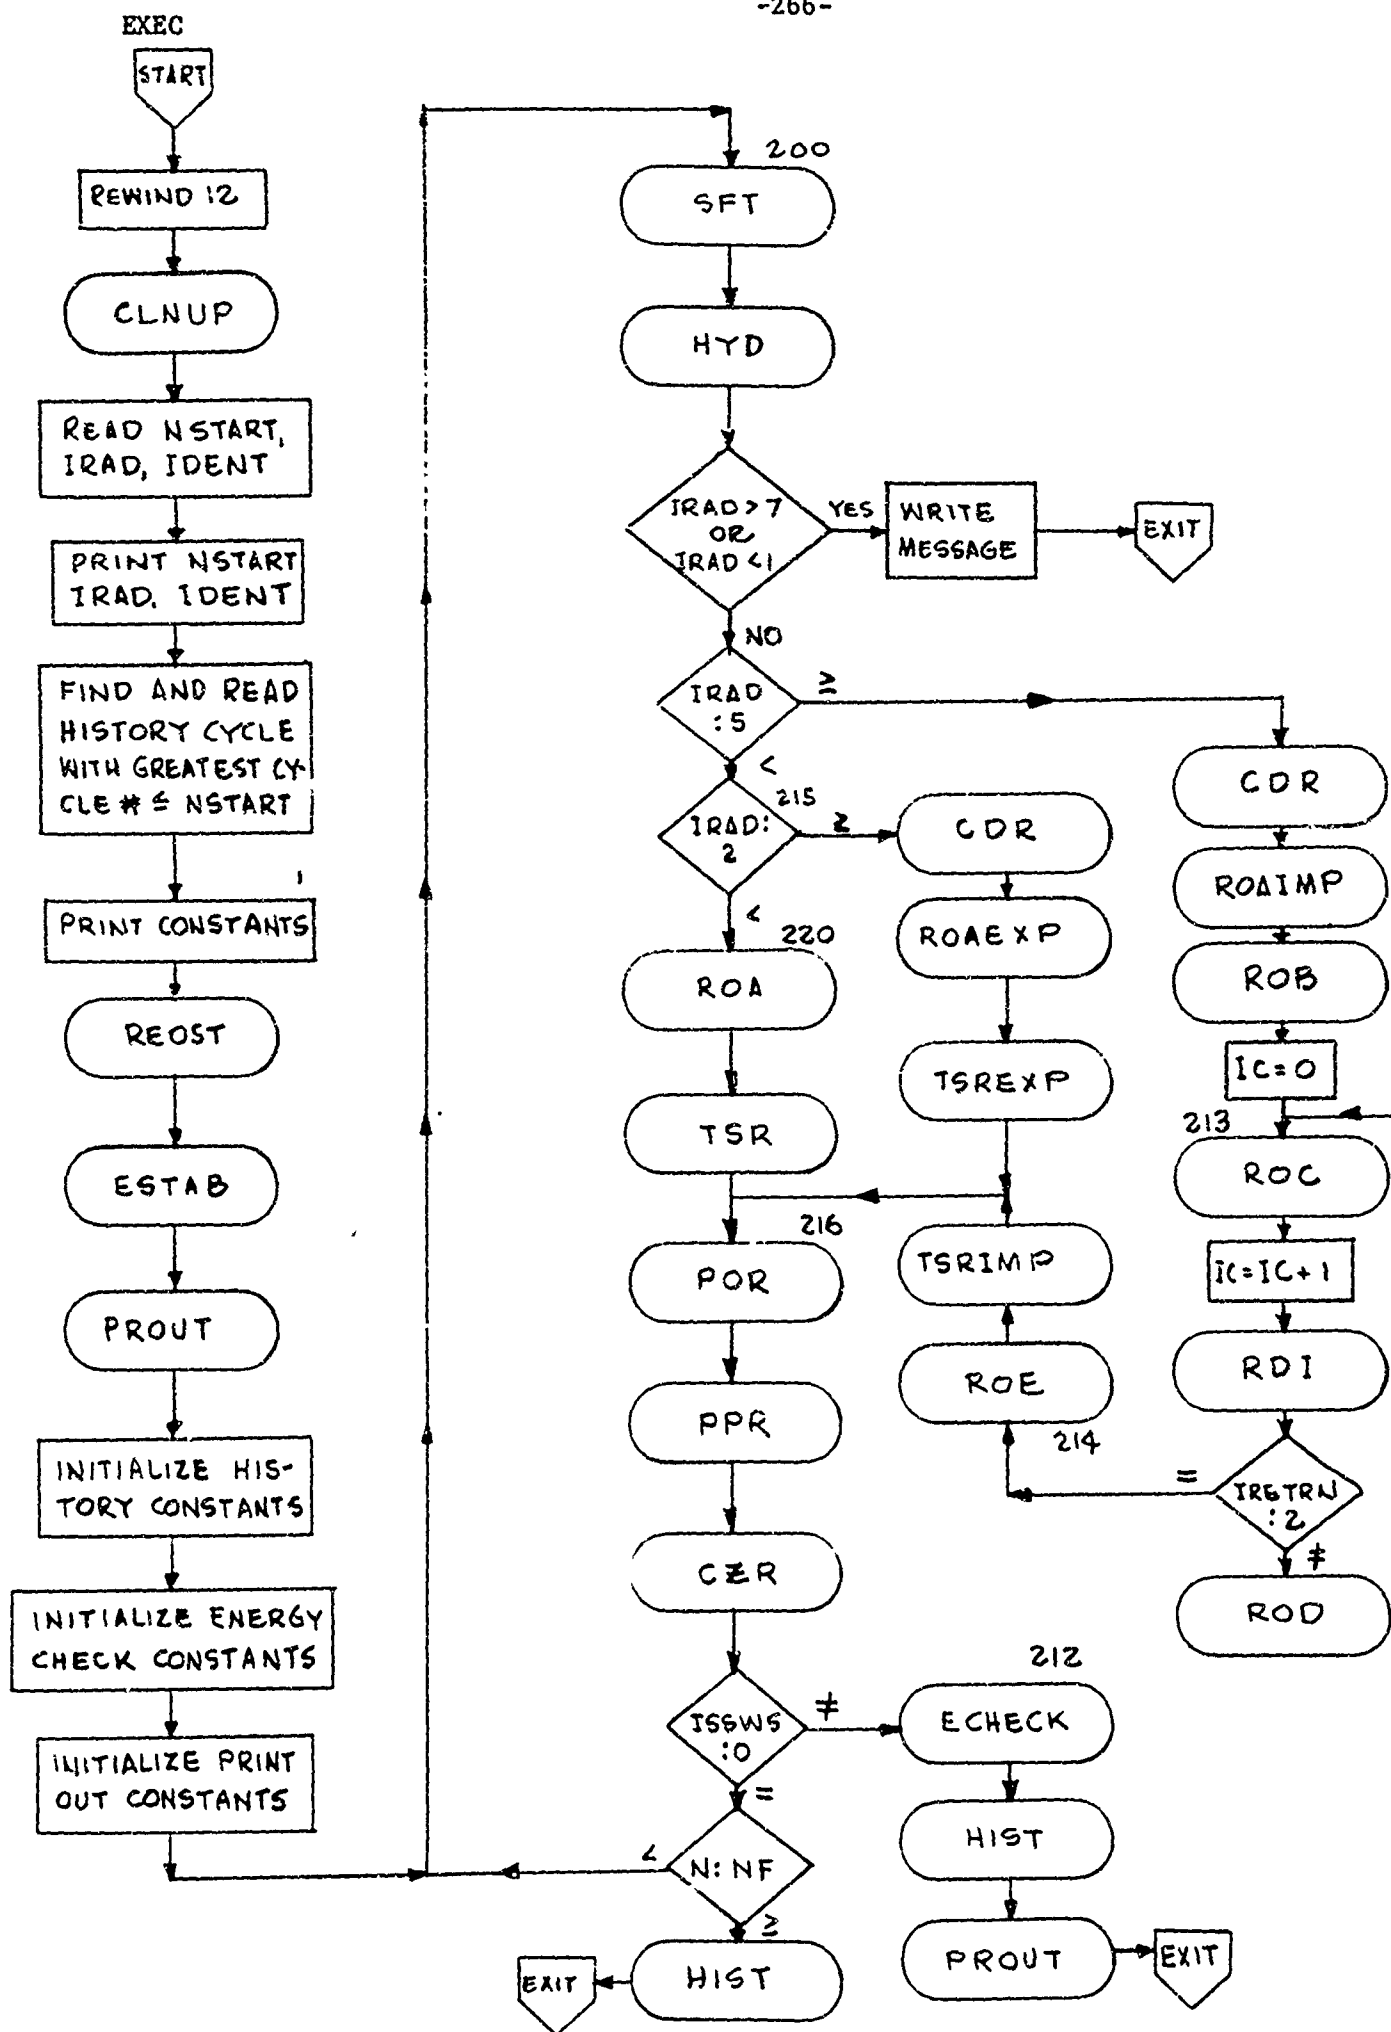 -266-
EXEC
START
REWIND 12
CLNUP
READ NSTART,
IRAD, IDENT
PRINT NSTART
IRAD. IDENT
FIND AND READ
HISTORY CYCLE
WITH GREATEST CY-
CLE # ≤ NSTART
PRINT CONSTANTS
REOST
ESTAB
PROUT
INITIALIZE HIS-
TORY CONSTANTS
INITIALIZE ENERGY
CHECK CONSTANTS
INITIALIZE PRINT
OUT CONSTANTS
200
SFT
HYD
IRAD > 7
OR
IRAD < 1
YES
WRITE
MESSAGE
EXIT
NO
IRAD
:5
≥
<
215
IRAD:
2
≥
<
220
ROA
TSR
216
POR
PPR
CZR
ISSWS
:0
≠
=
N: NF
<
≥
HIST
EXIT
CDR
ROAEXP
TSREXP
TSRIMP
ROE
214
CDR
ROAIMP
ROB
IC = 0
213
ROC
IC = IC + 1
RDI
IRETRN
:2
=
≠
ROD
212
ECHECK
HIST
PROUT
EXIT